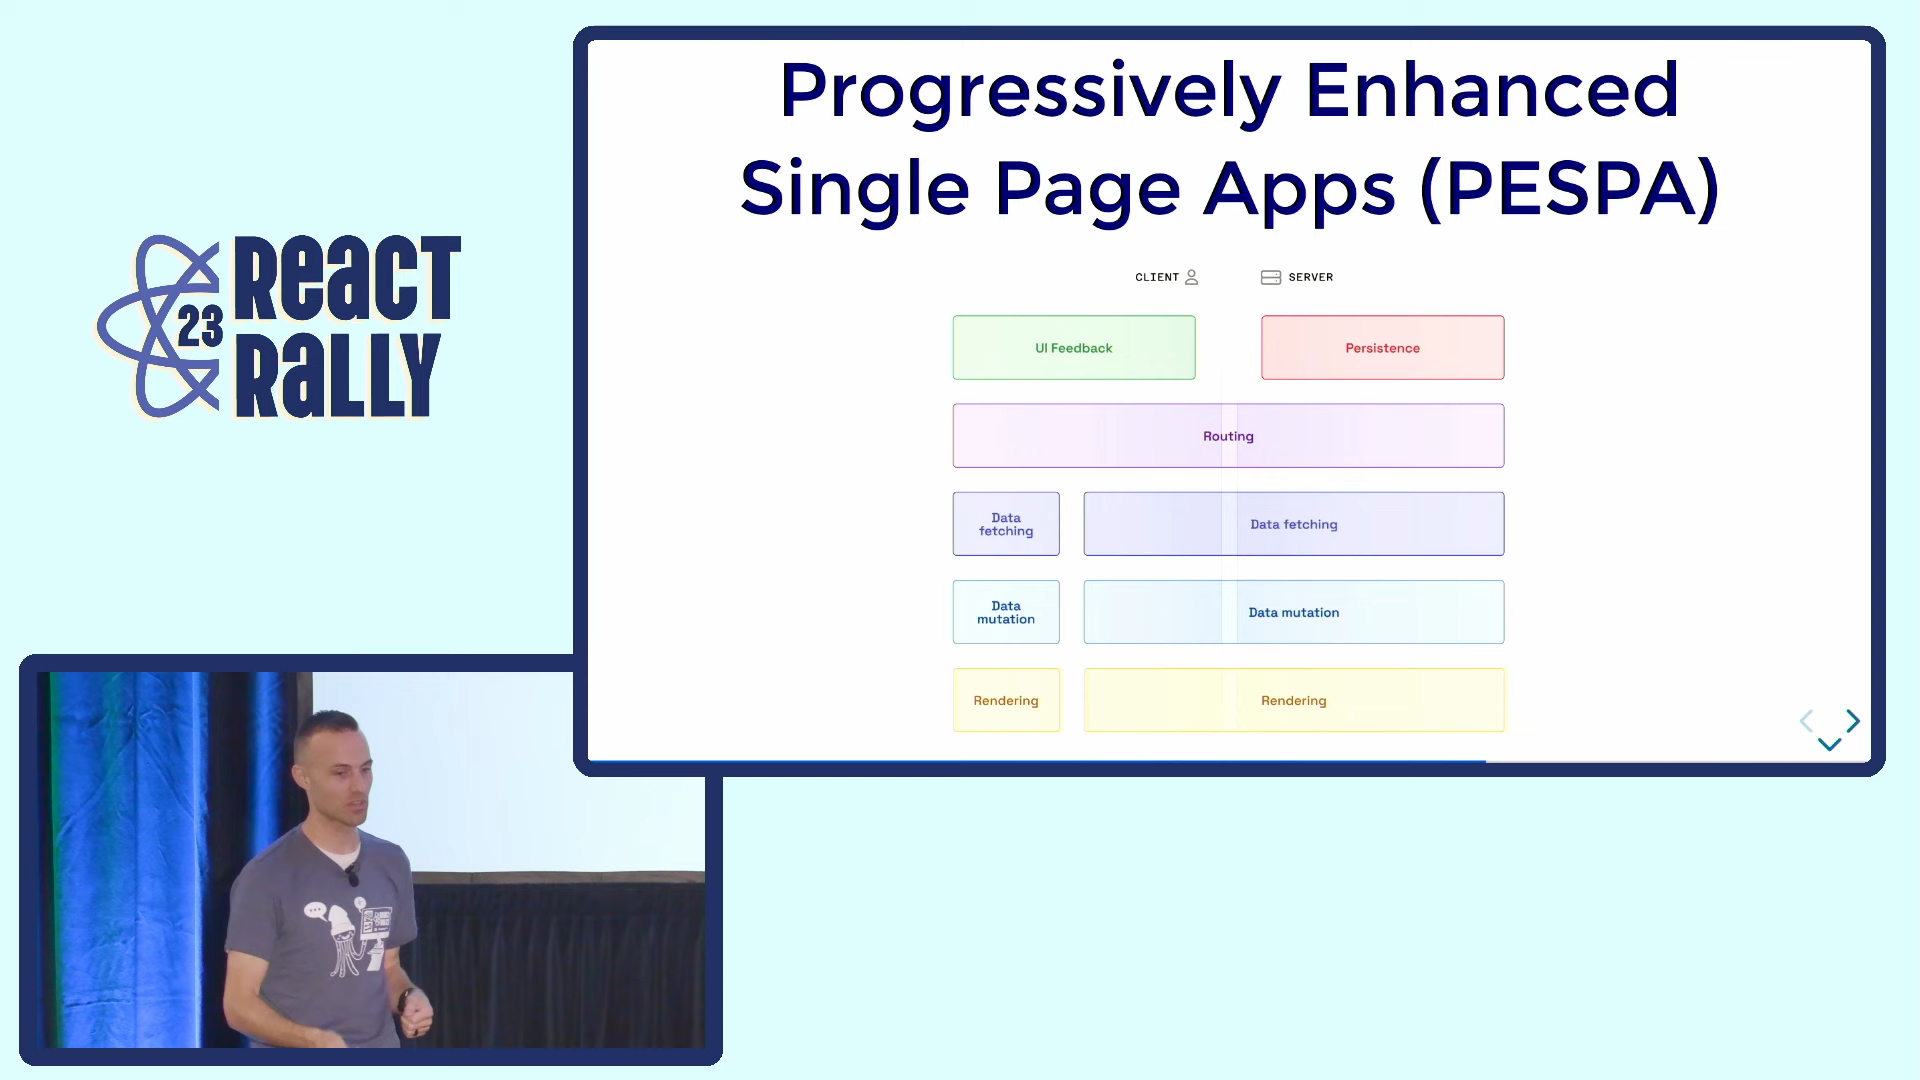 Progressively Enhanced
Single Page Apps (PESPA)
CLIENT
SERVER
UI Feedback
Persistence
Routing
Data
fetching
Data fetching
Data
mutation
Data mutation
Rendering
Rendering
23
REACT
RALLY